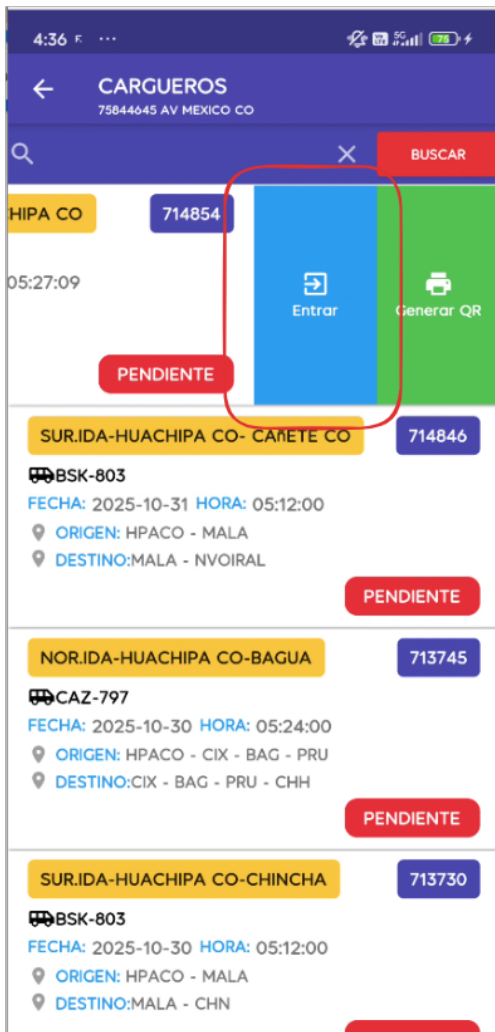 4:36
5G
75
CARGUEROS
75844645 AV MEXICO CO
BUSCAR
HIPA CO 714854
05:27:09
Entrar
Generar QR
PENDIENTE
SUR.IDA-HUACHIPA CO- CAñETE CO 714846
BSK-803
FECHA: 2025-10-31 HORA: 05:12:00
ORIGEN: HPACO - MALA
DESTINO:MALA - NVOIRAL
PENDIENTE
NOR.IDA-HUACHIPA CO-BAGUA 713745
CAZ-797
FECHA: 2025-10-30 HORA: 05:24:00
ORIGEN: HPACO - CIX - BAG - PRU
DESTINO:CIX - BAG - PRU - CHH
PENDIENTE
SUR.IDA-HUACHIPA CO-CHINCHA 713730
BSK-803
FECHA: 2025-10-30 HORA: 05:12:00
ORIGEN: HPACO - MALA
DESTINO:MALA - CHN